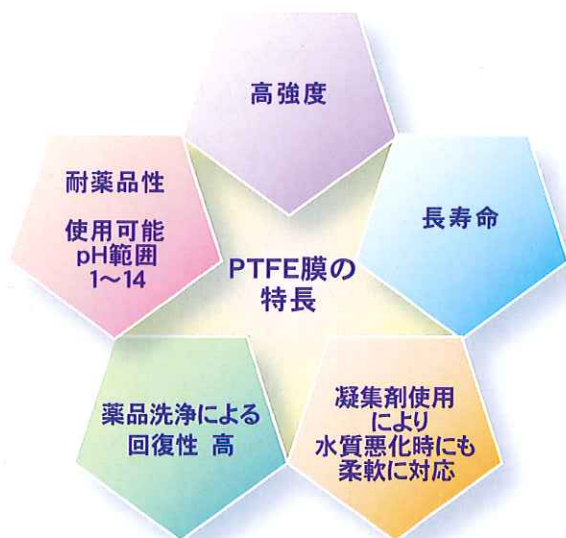 高強度
耐薬品性
使用可能
pH範囲
1～14
長寿命
PTFE膜の
特長
薬品洗浄による
回復性 高
凝集剤使用
により
水質悪化時にも
柔軟に対応